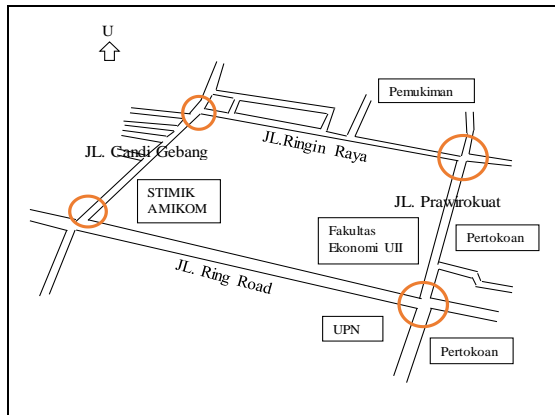 U
Pemukiman
JL.Ringin Raya
JL. Candi Gebang
STIMIK
AMIKOM
JL. Prawirokuat
Fakultas
Ekonomi UII
Pertokoan
JL. Ring Road
UPN
Pertokoan